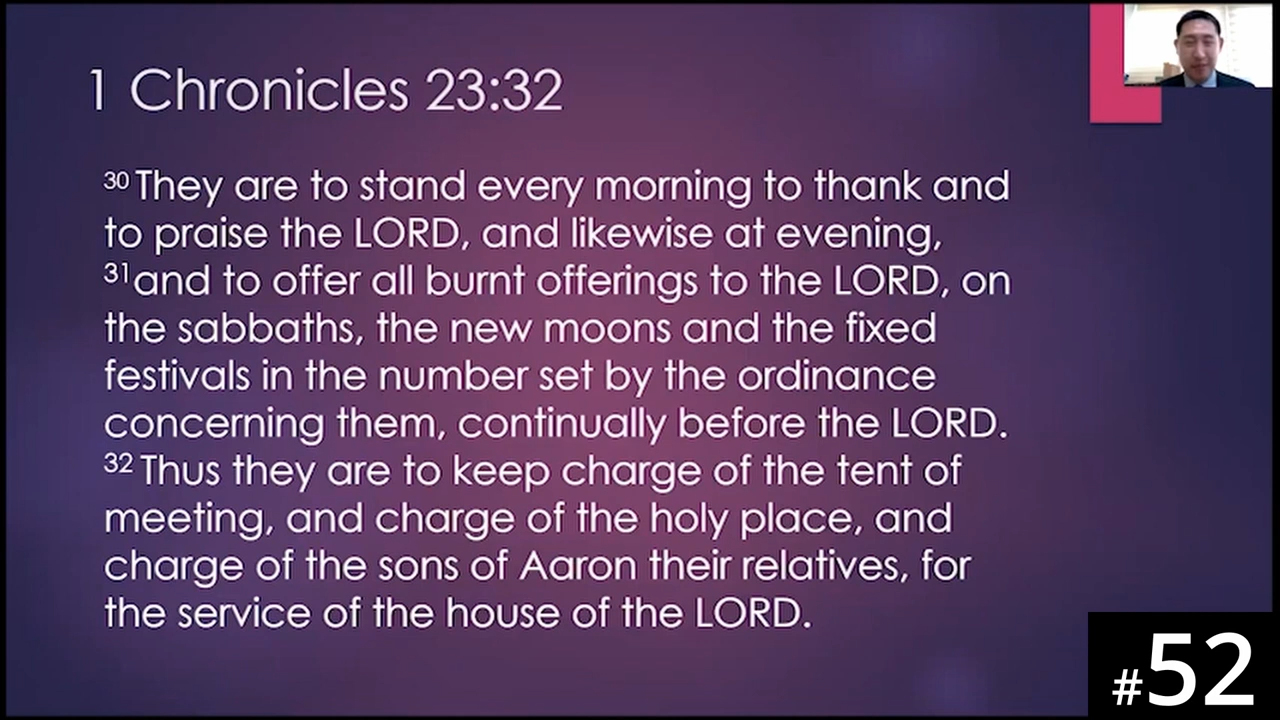 1 Chronicles 23:32
30 They are to stand every morning to thank and
to praise the LORD, and likewise at evening,
31 and to offer all burnt offerings to the LORD, on
the sabbaths, the new moons and the fixed
festivals in the number set by the ordinance
concerning them, continually before the LORD.
32 Thus they are to keep charge of the tent of
meeting, and charge of the holy place, and
charge of the sons of Aaron their relatives, for
the service of the house of the LORD.
#52